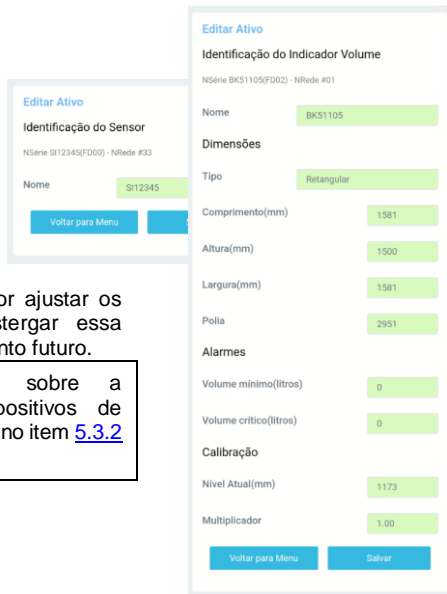 Editar Ativo
Identificação do Sensor
NSérie SI12345(FD00) - NRede #33
Nome SI12345
Voltar para Menu
or ajustar os
stergar essa
nto futuro.
sobre a
positivos de
no item 5.3.2
Editar Ativo
Identificação do Indicador Volume
NSérie BK51105(FD02) - NRede #01
Nome BK51105
Dimensões
Tipo Retangular
Comprimento(mm) 1581
Altura(mm) 1500
Largura(mm) 1581
Polia 2951
Alarmes
Volume mínimo(litros) 0
Volume crítico(litros) 0
Calibração
Nível Atual(mm) 1173
Multiplicador 1.00
Voltar para Menu Salvar